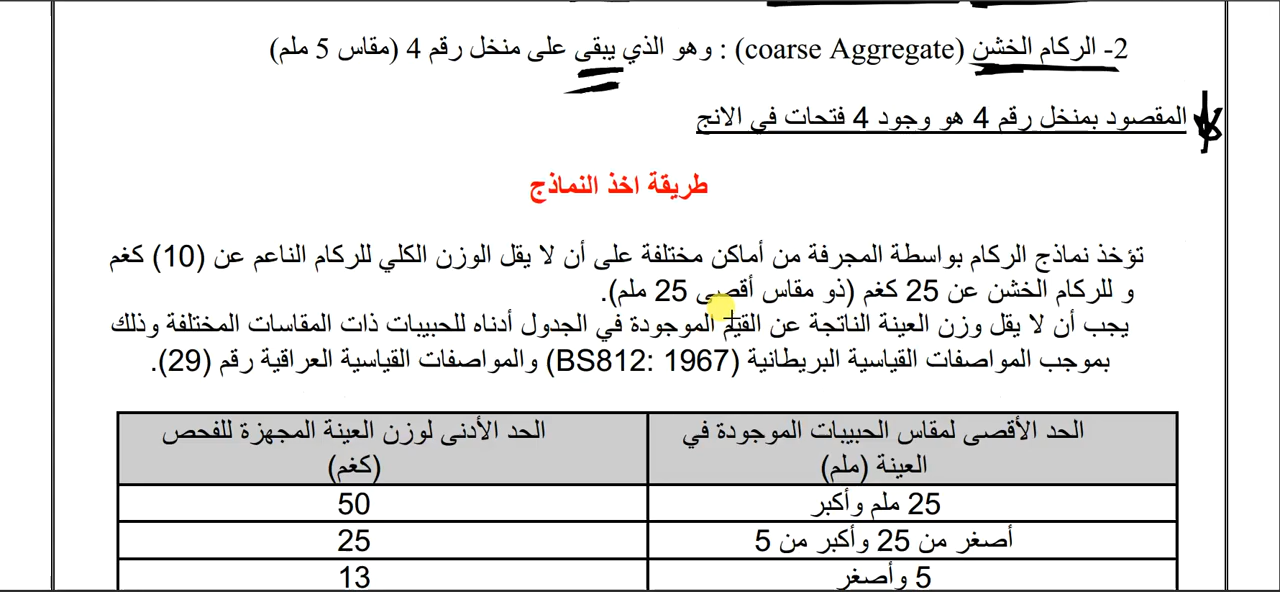 2- الركام الخشن (coarse Aggregate) : وهو الذي يبقى على منخل رقم 4 (مقاس 5 ملم)
المقصود بمنخل رقم 4 هو وجود 4 فتحات في الانج
طريقة اخذ النماذج
تؤخذ نماذج الركام بواسطة المجرفة من أماكن مختلفة على أن لا يقل الوزن الكلي للركام الناعم عن (10) كغم
و للركام الخشن عن 25 كغم (ذو مقاس أقصى 25 ملم).
يجب أن لا يقل وزن العينة الناتجة عن القيم الموجودة في الجدول أدناه للحبيبات ذات المقاسات المختلفة وذلك
بموجب المواصفات القياسية البريطانية (BS812: 1967) والمواصفات القياسية العراقية رقم (29).
الحد الأقصى لمقاس الحبيبات الموجودة في
العينة (ملم)
الحد الأدنى لوزن العينة المجهزة للفحص
(كغم)
25 ملم وأكبر
50
أصغر من 25 وأكبر من 5
25
5 وأصغر
13